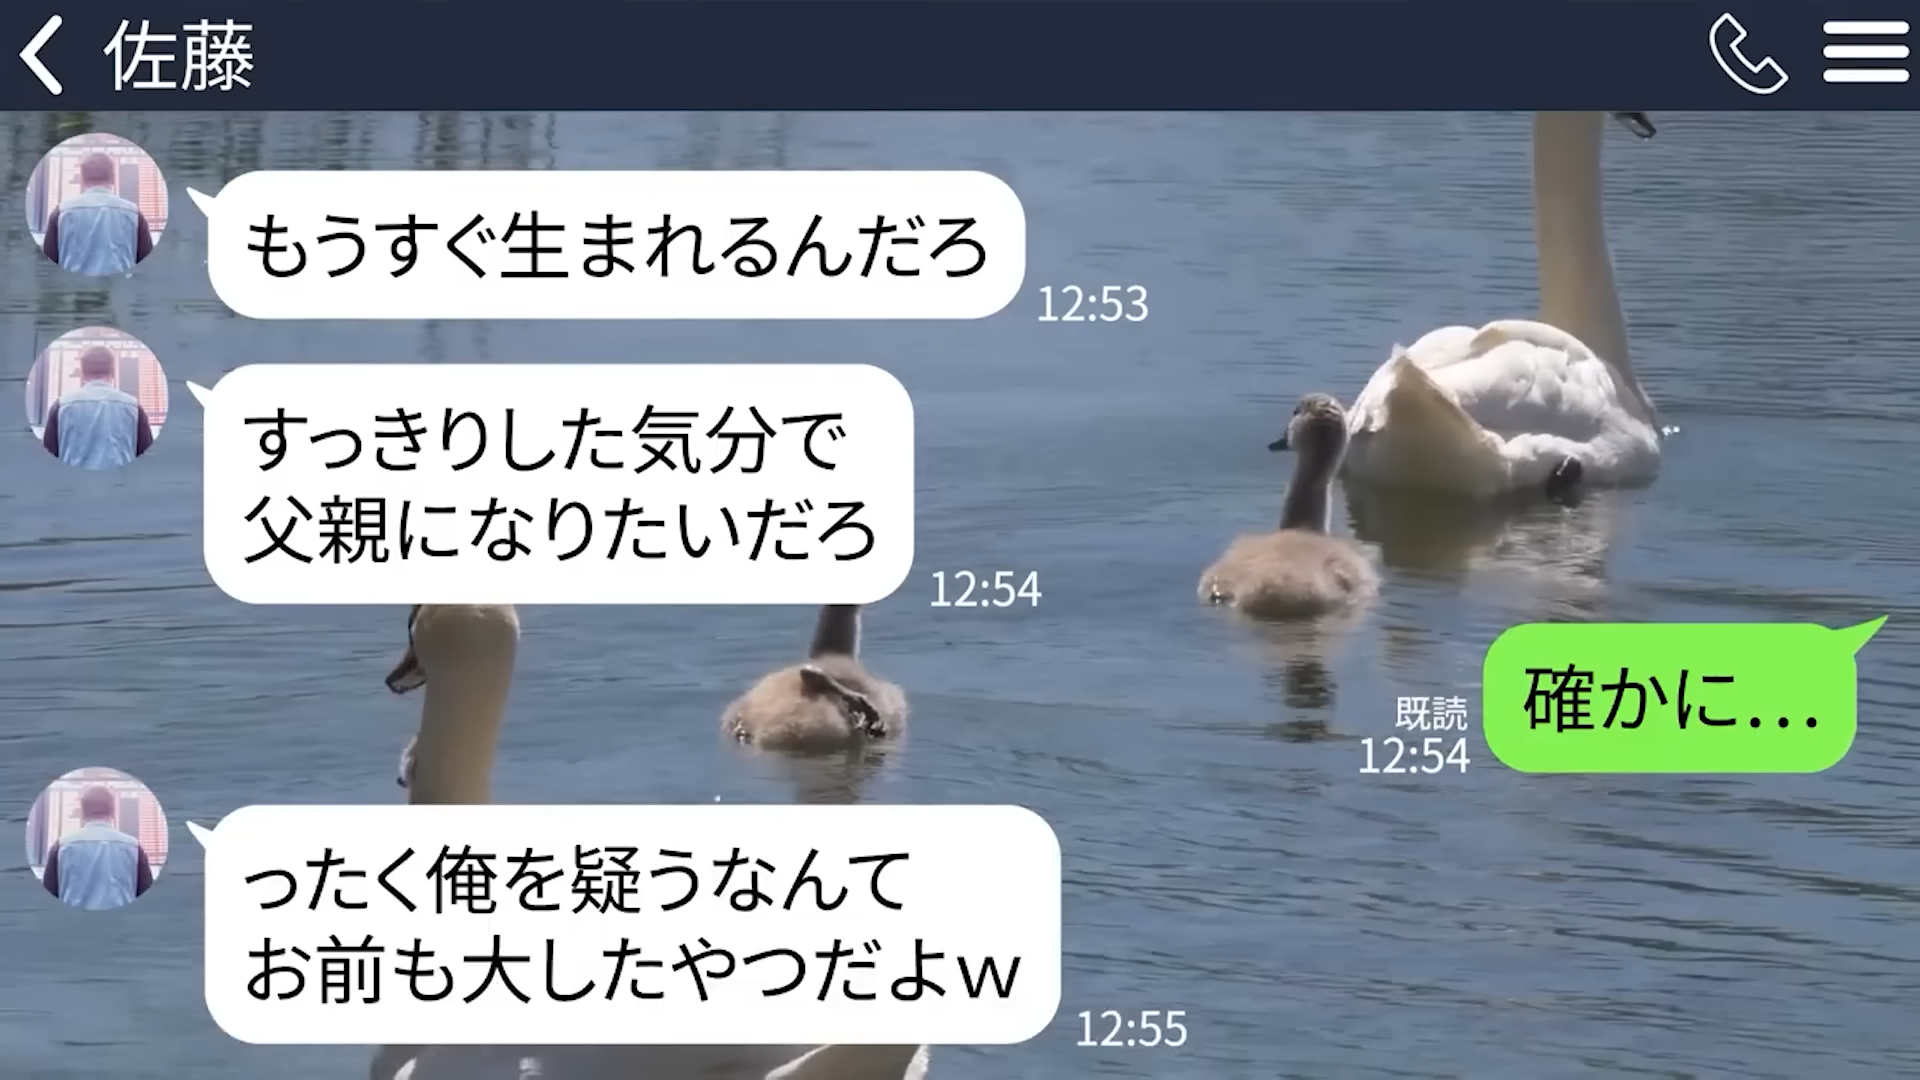 佐藤
もうすぐ生まれるんだろ
12:53
すっきりした気分で
父親になりたいだろ
12:54
確かに…
既読
12:54
ったく俺を疑うなんて
お前も大したやつだよw
12:55